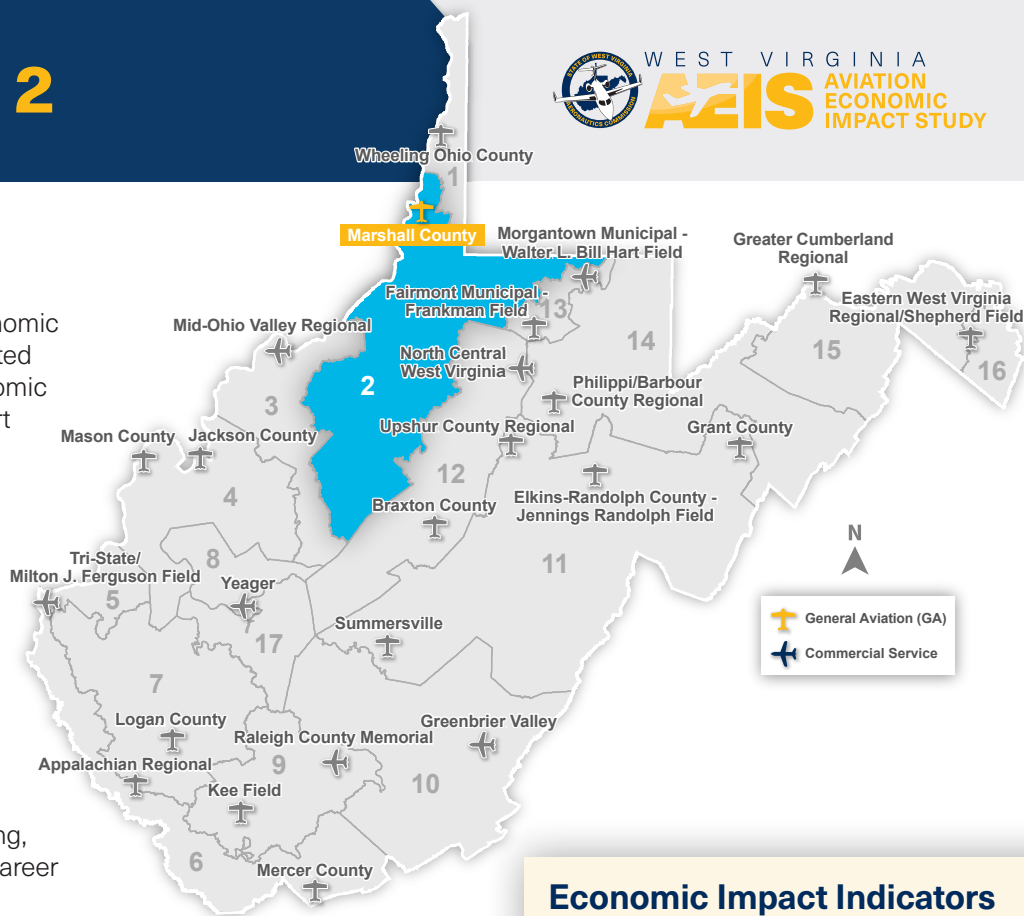 2
STATE OF WEST VIRGINIA
AERONAUTICS COMMISSION
WEST VIRGINIA
AEIS
AVIATION
ECONOMIC
IMPACT STUDY
Wheeling Ohio County
1
Marshall County
Morgantown Municipal -
Walter L. Bill Hart Field
Greater Cumberland
Regional
Eastern West Virginia
Regional/Shepherd Field
Fairmont Municipal -
Frankman Field
13
Mid-Ohio Valley Regional
14
15
16
North Central
West Virginia
2
3
Philippi/Barbour
County Regional
Mason County
Jackson County
Upshur County Regional
Grant County
12
4
Braxton County
Elkins-Randolph County -
Jennings Randolph Field
N
Tri-State/
Milton J. Ferguson Field
8
Yeager
5
11
General Aviation (GA)
Commercial Service
Summersville
17
7
Logan County
Raleigh County Memorial
Greenbrier Valley
Appalachian Regional
9
10
Kee Field
6
Mercer County
nomic
ted
omic
rt
ng,
areer
Economic Impact Indicators